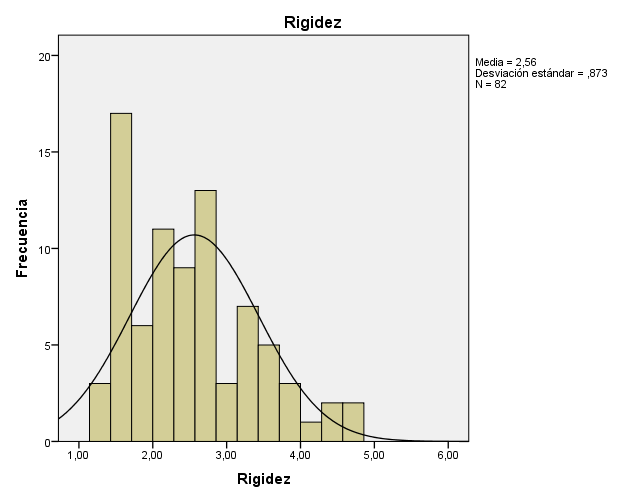 Rigidez
Media = 2,56
Desviación estándar = ,873
N = 82
20
15
10
5
0
Frecuencia
1,00 2,00 3,00 4,00 5,00 6,00
Rigidez